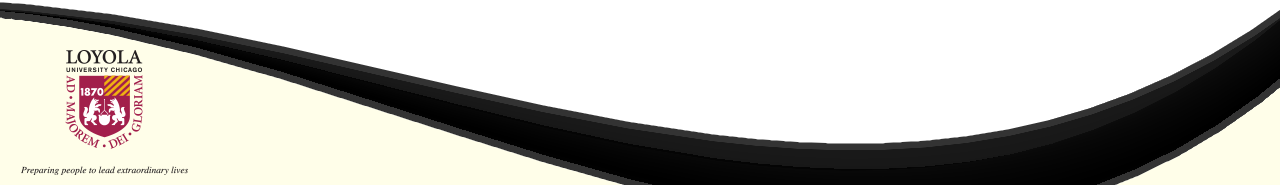 LOYOLA
UNIVERSITY CHICAGO
1870
AD • MAJOREM • DEI • GLORIAM
Preparing people to lead extraordinary lives